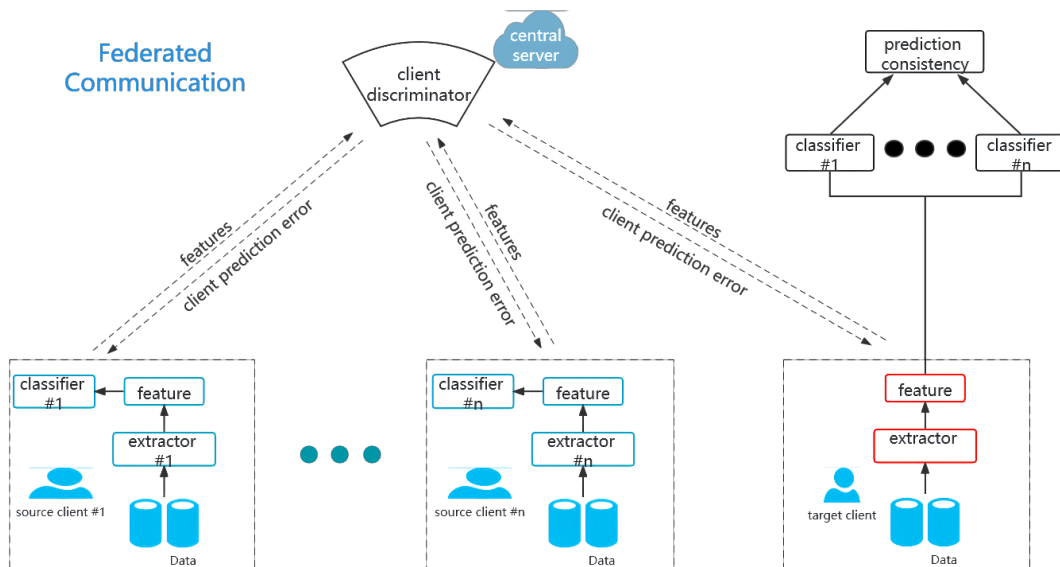 Federated
Communication
central
server
client
discriminator
prediction
consistency
classifier
#1
classifier
#n
features
client prediction error
features
client prediction error
features
client prediction error
classifier
#1
feature
extractor
#1
source client #1
Data
classifier
#n
feature
extractor
#n
source client #n
Data
feature
extractor
target client
Data